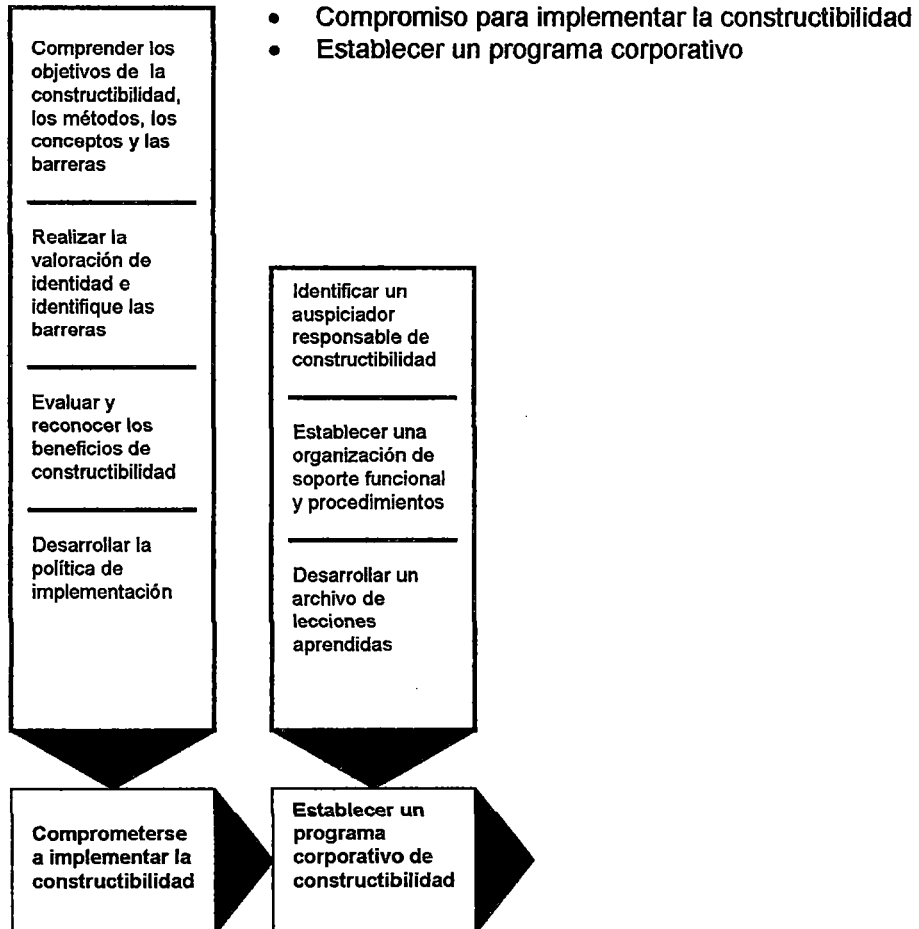 • Compromiso para implementar la constructibilidad
• Establecer un programa corporativo
Comprender los
objetivos de la
constructibilidad,
los métodos, los
conceptos y las
barreras
Realizar la
valoración de
identidad e
identifique las
barreras
Evaluar y
reconocer los
beneficios de
constructibilidad
Desarrollar la
política de
implementación
Identificar un
auspiciador
responsable de
constructibilidad
Establecer una
organización de
soporte funcional
y procedimientos
Desarrollar un
archivo de
lecciones
aprendidas
Comprometerse
a implementar la
constructibilidad
Establecer un
programa
corporativo de
constructibilidad